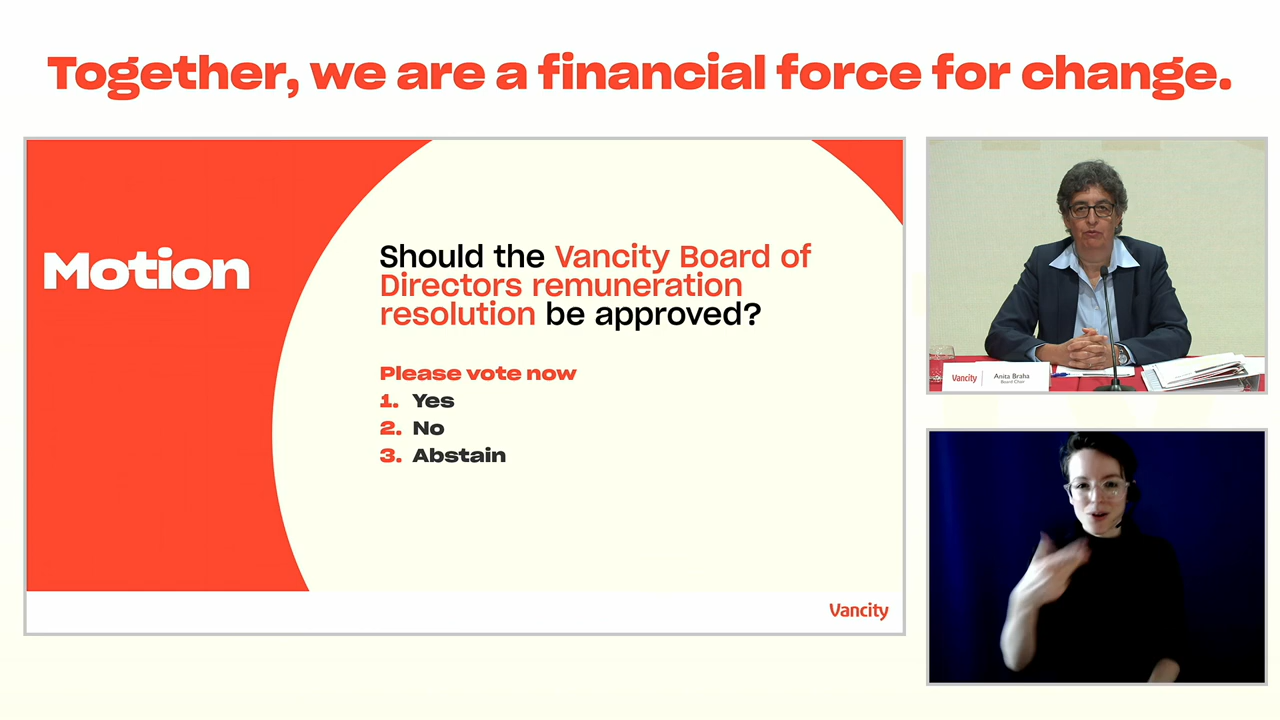 Together, we are a financial force for change.
Motion
Should the Vancity Board of
Directors remuneration
resolution be approved?
Please vote now
1. Yes
2. No
3. Abstain
Vancity
Vancity
Anita Braha
Board Chair